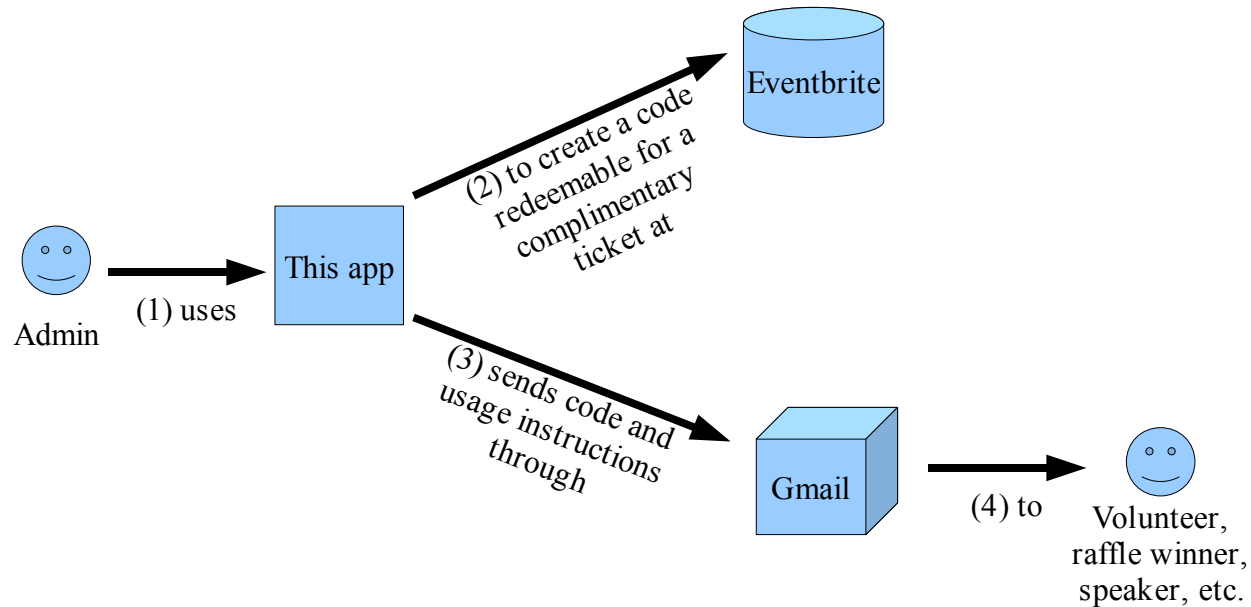 Admin
(1) uses
This app
(2) to create a code
redeemable for a
complimentary
ticket at
Eventbrite
(3) sends code and
usage instructions
through
Gmail
(4) to
Volunteer,
raffle winner,
speaker, etc.